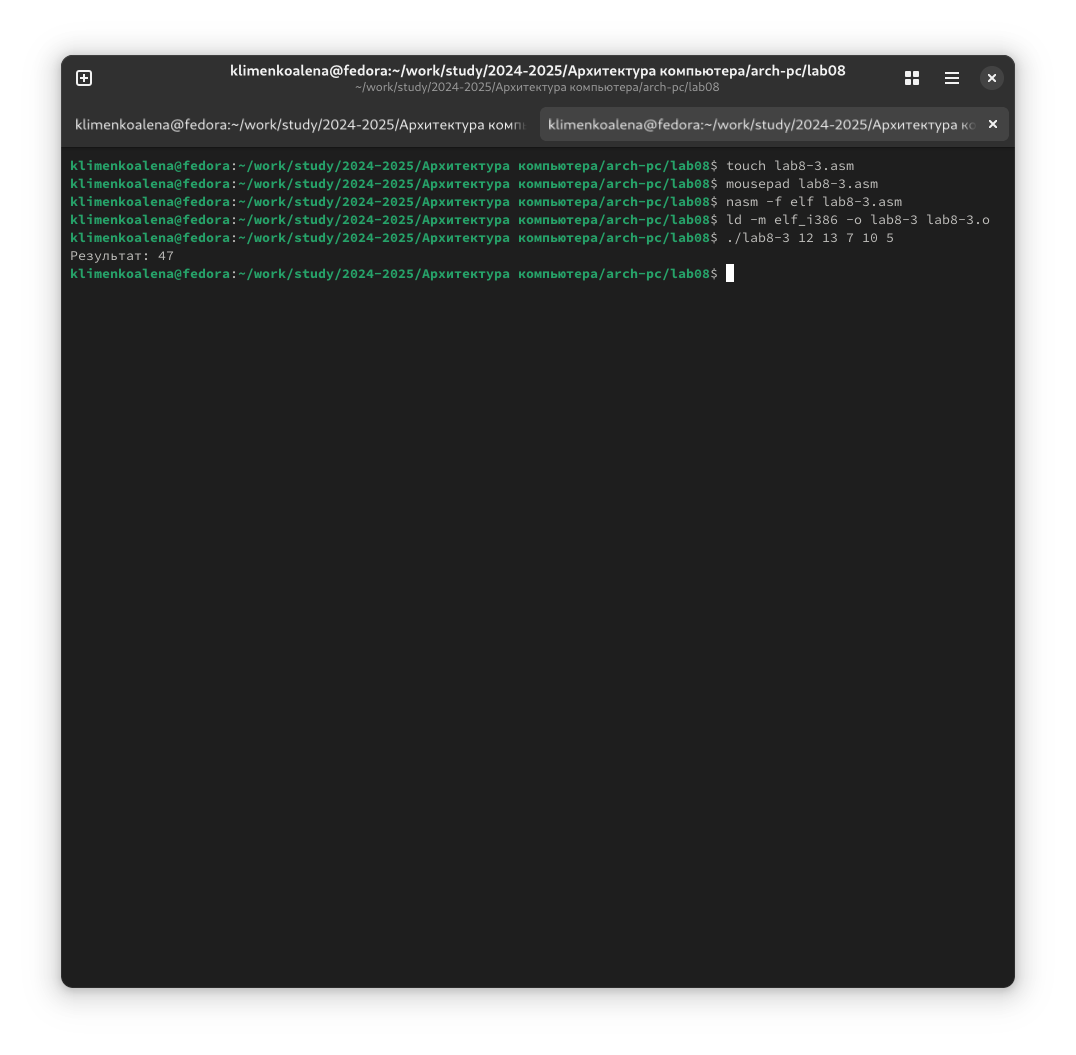 klimenkoalena@fedora:~/work/study/2024-2025/Архитектура компьютера/arch-pc/lab08
~/work/study/2024-2025/Архитектура компьютера/arch-pc/lab08
klimenkoalena@fedora:~/work/study/2024-2025/Архитектура комп
klimenkoalena@fedora:~/work/study/2024-2025/Архитектура ко
klimenkoalena@fedora:~/work/study/2024-2025/Архитектура компьютера/arch-pc/lab08$ touch lab8-3.asm
klimenkoalena@fedora:~/work/study/2024-2025/Архитектура компьютера/arch-pc/lab08$ mousepad lab8-3.asm
klimenkoalena@fedora:~/work/study/2024-2025/Архитектура компьютера/arch-pc/lab08$ nasm -f elf lab8-3.asm
klimenkoalena@fedora:~/work/study/2024-2025/Архитектура компьютера/arch-pc/lab08$ ld -m elf_i386 -o lab8-3 lab8-3.o
klimenkoalena@fedora:~/work/study/2024-2025/Архитектура компьютера/arch-pc/lab08$ ./lab8-3 12 13 7 10 5
Результат: 47
klimenkoalena@fedora:~/work/study/2024-2025/Архитектура компьютера/arch-pc/lab08$